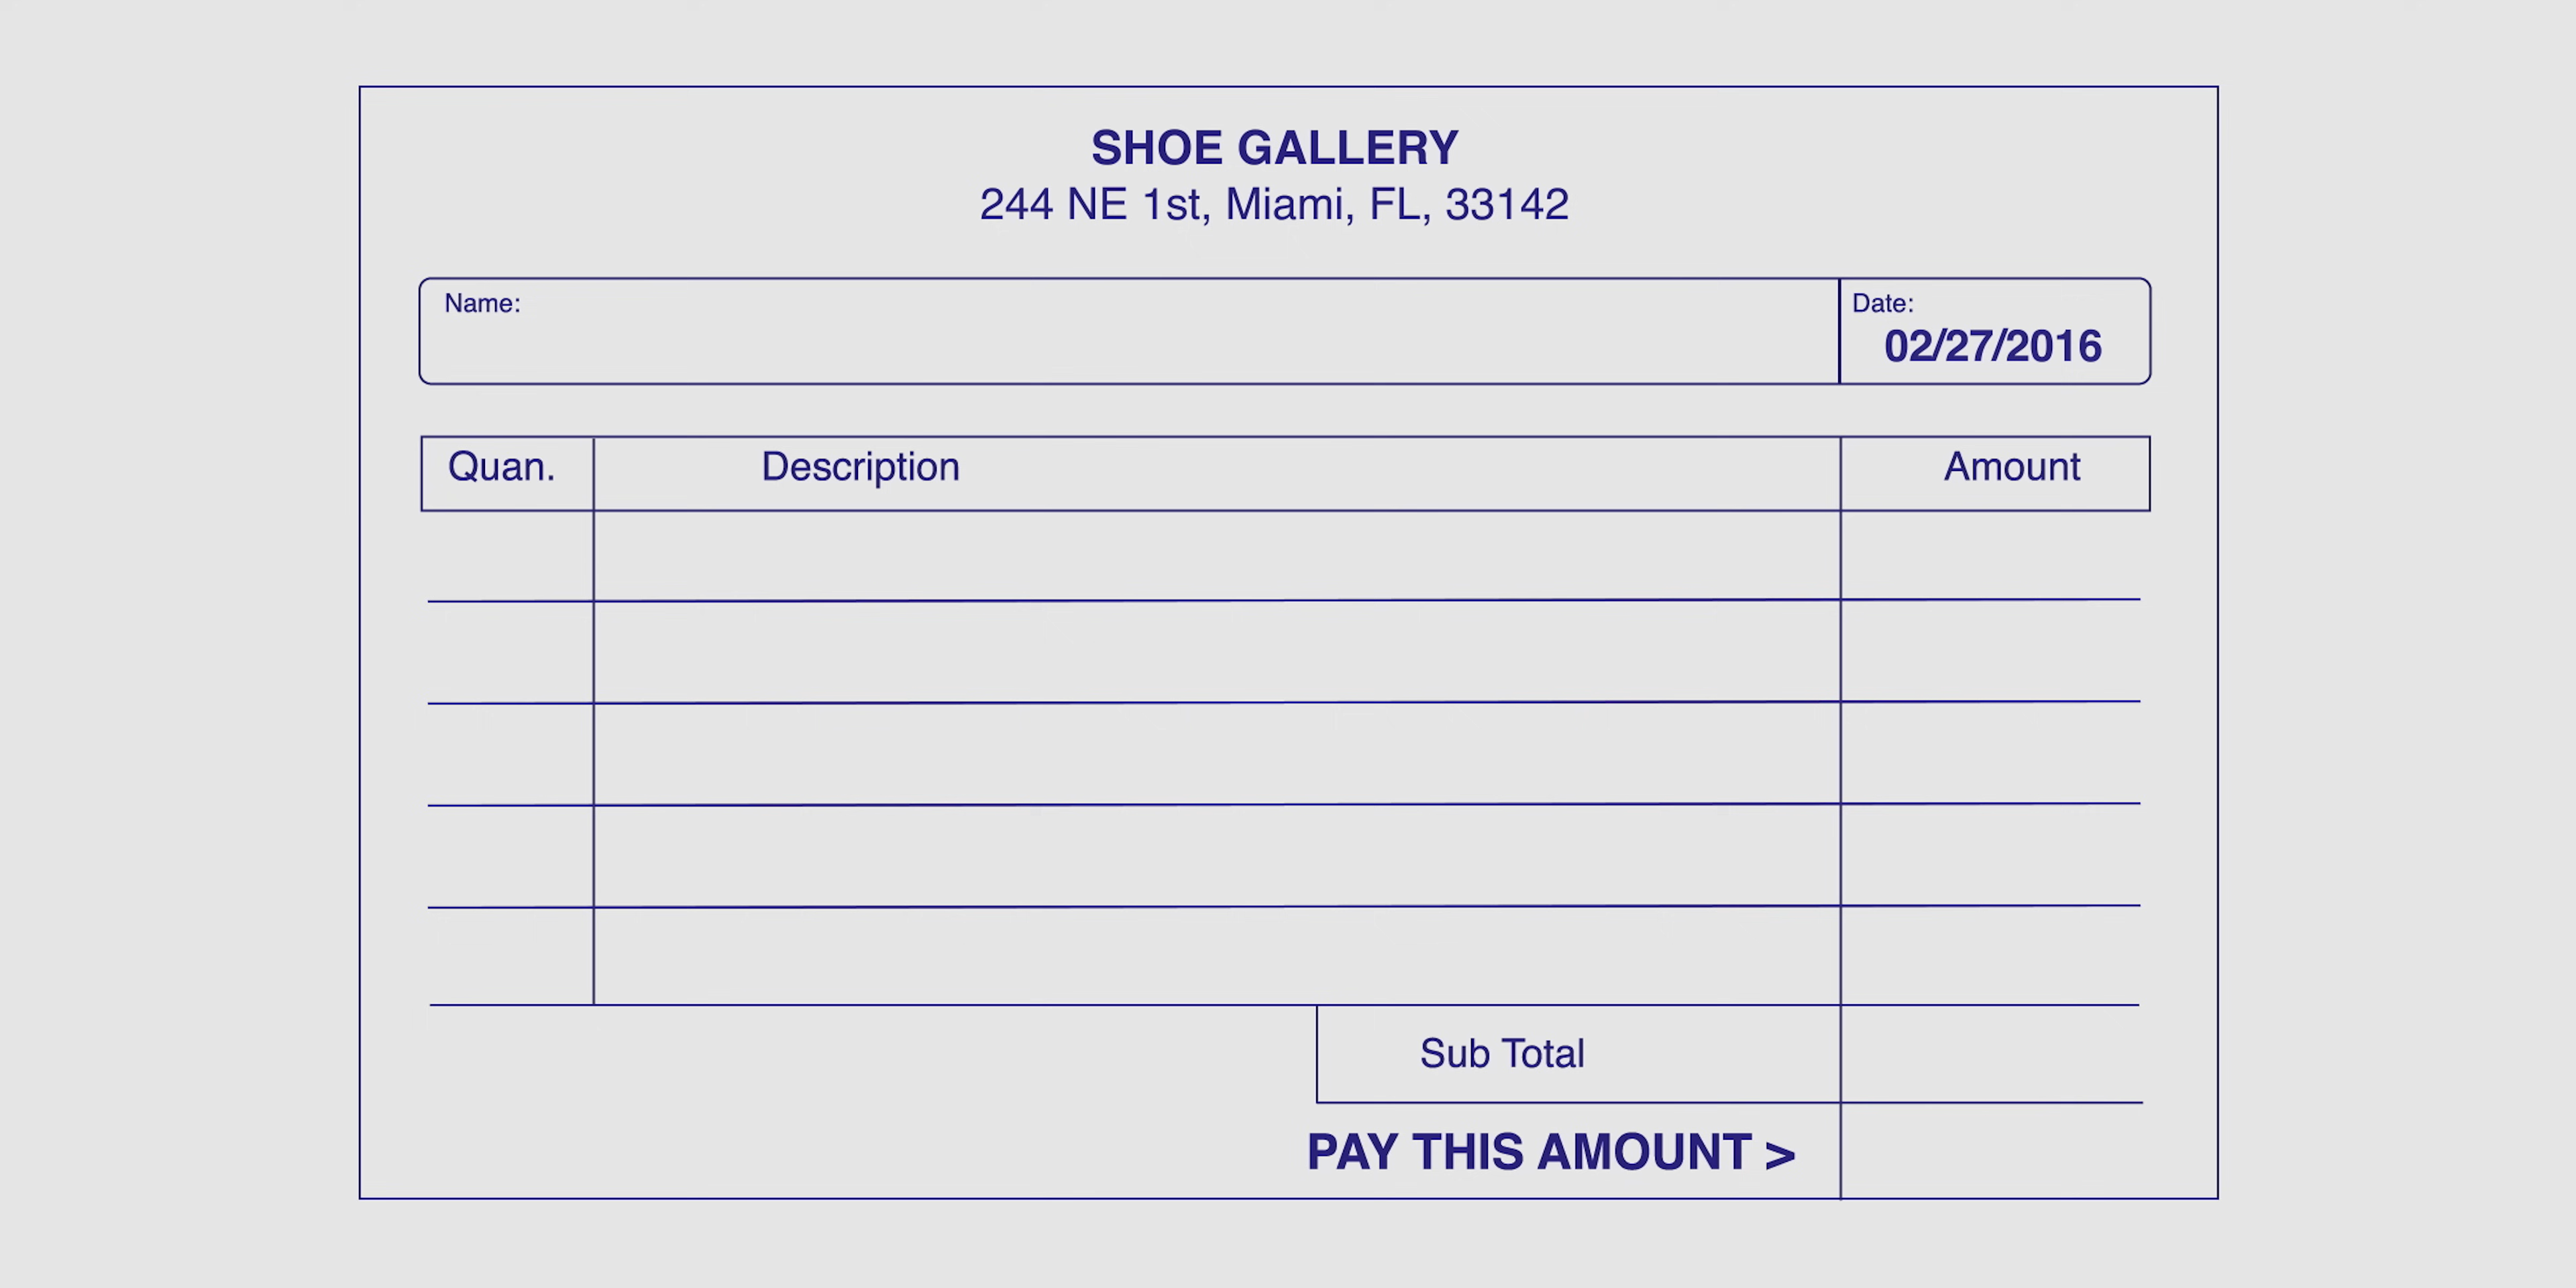 SHOE GALLERY
244 NE 1st, Miami, FL, 33142
Name:
Date:
02/27/2016
Quan. Description Amount
Sub Total
PAY THIS AMOUNT >